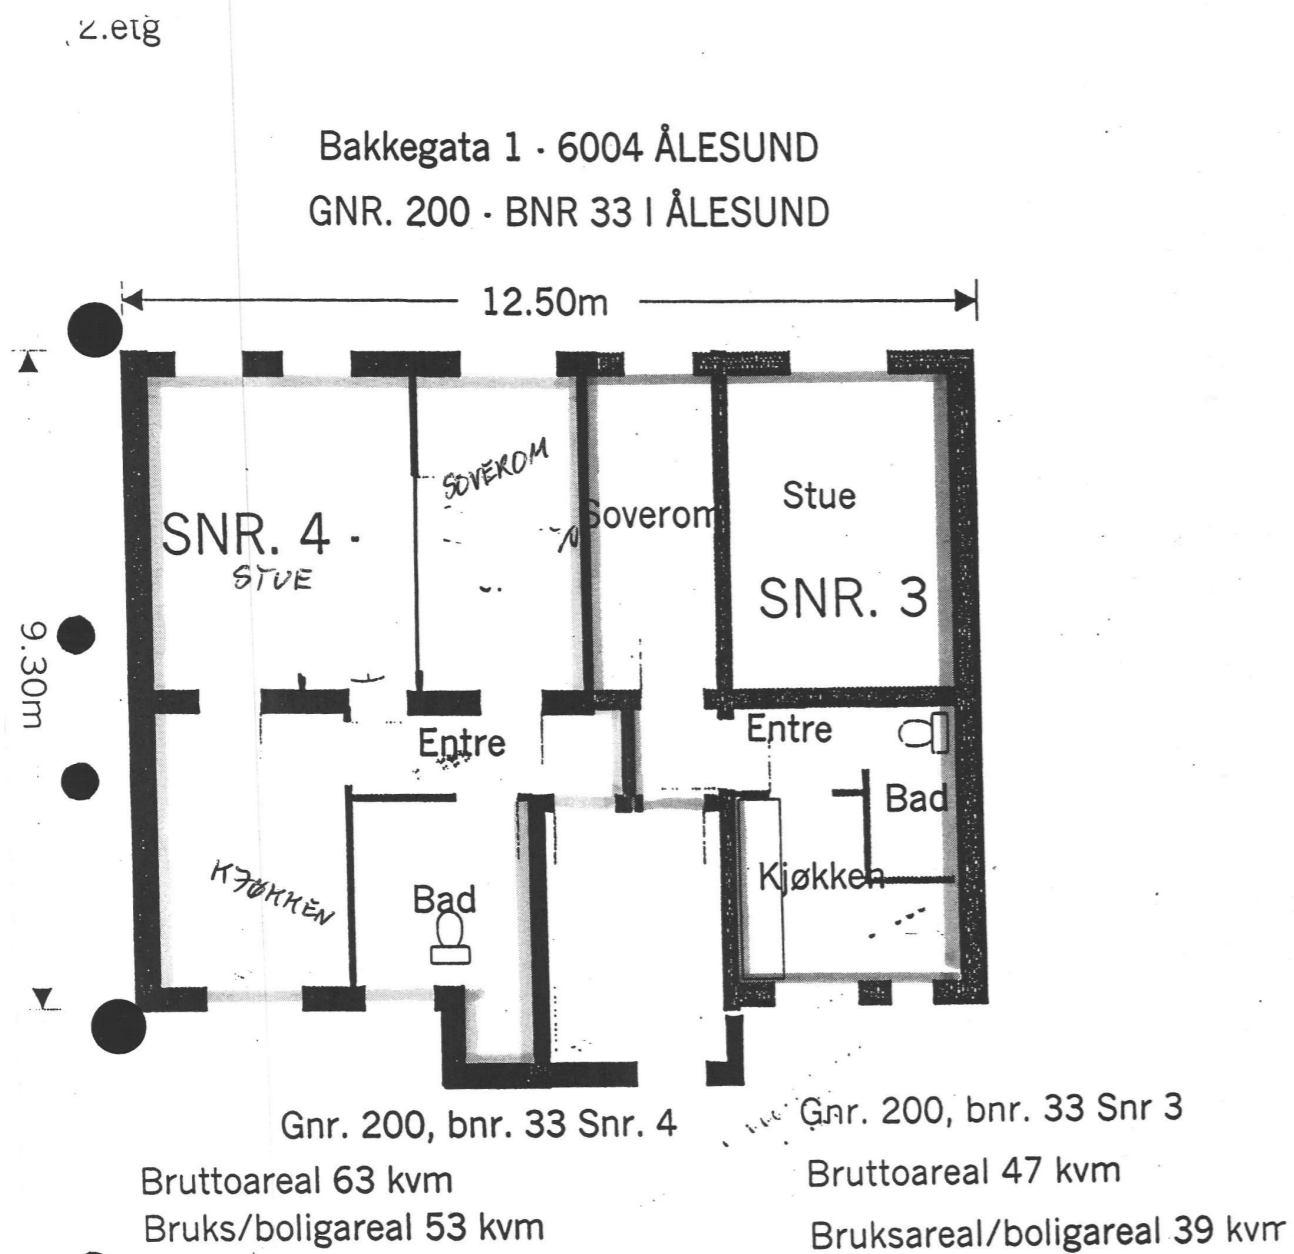 2.etg
Bakkegata 1 · 6004 ÅLESUND
GNR. 200 · BNR 33 I ÅLESUND
12.50m
9.30m
SOVEROM
Soverom
Stue
SNR. 4 ·
STUE
SNR. 3
Entre
Entre
Bad
Kjøkken
KJØKKEN
Bad
Gnr. 200, bnr. 33 Snr. 4
Gnr. 200, bnr. 33 Snr 3
Bruttoareal 63 kvm
Bruttoareal 47 kvm
Bruks/boligareal 53 kvm
Bruksareal/boligareal 39 kvm